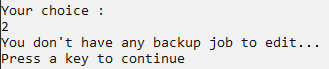 Your choice :
2
You don't have any backup job to edit...
Press a key to continue